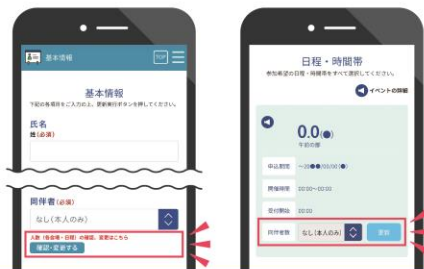 基本情報
TOP
基本情報
下記の各項目をご入力の上、更新実行ボタンを押してください。
氏名
姓(必須)
同伴者(必須)
なし(本人のみ)
人数(各会場・日程)の確認、変更はこちら
確認・変更する
日程・時間帯
参加希望の日程・時間帯をすべて選択してください。
イベントの詳細
0.0(●)
午前の部
申込期間 ~20●●/00/00(●)
開催時間 00:00~00:00
受付開始 00:00
同伴者数 なし(本人のみ)